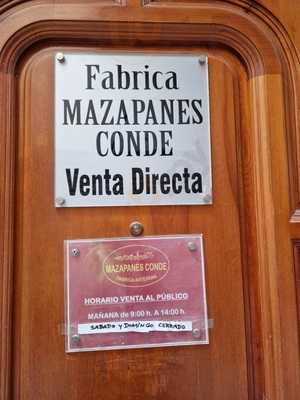 Fabrica
MAZAPANES
CONDE
Venta Directa
MAZAPANES CONDE
HORARIO VENTA AL PÚBLICO
MAÑANA de 9:00 h. A 14:00 h.
SABADO Y DOMINGO CERRADO